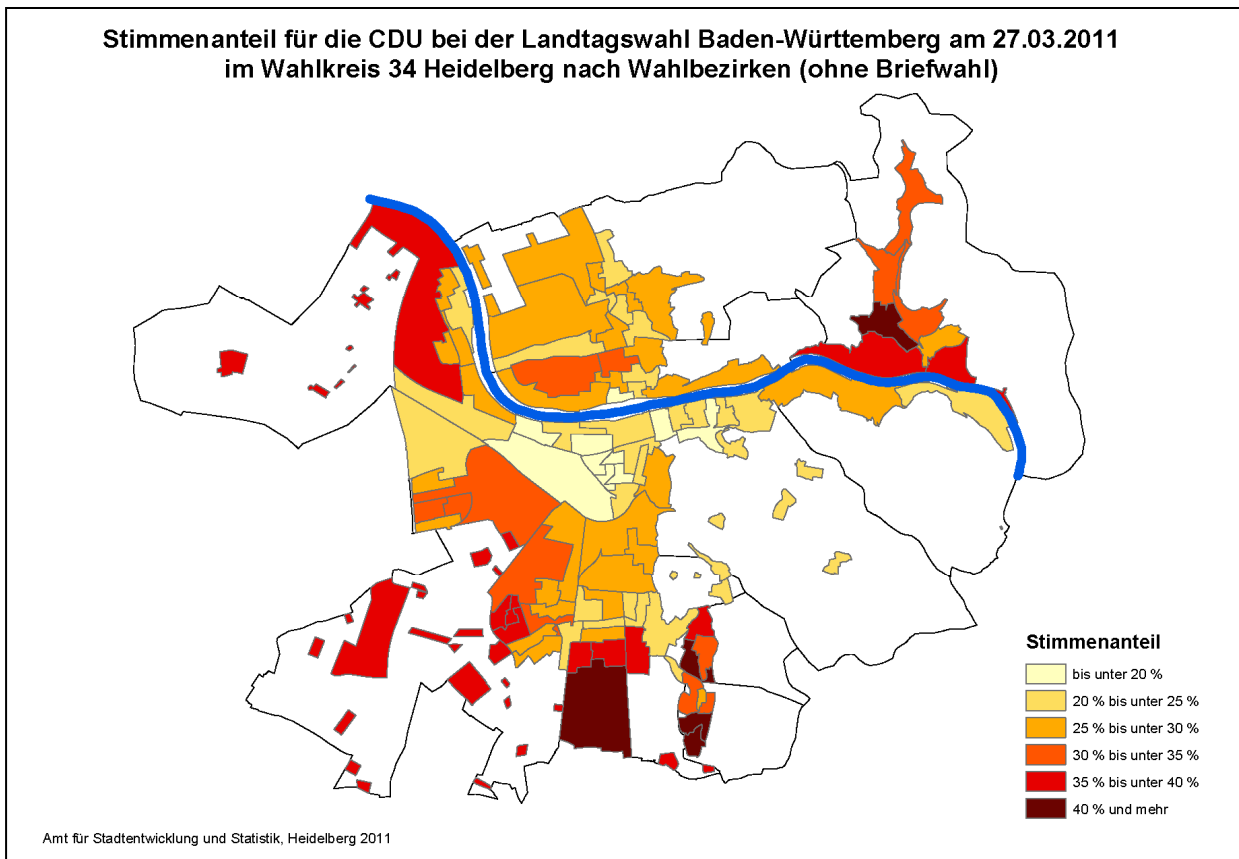 Stimmenanteil für die CDU bei der Landtagswahl Baden-Württemberg am 27.03.2011
im Wahlkreis 34 Heidelberg nach Wahlbezirken (ohne Briefwahl)
Stimmenanteil
bis unter 20 %
20 % bis unter 25 %
25 % bis unter 30 %
30 % bis unter 35 %
35 % bis unter 40 %
40 % und mehr
Amt für Stadtentwicklung und Statistik, Heidelberg 2011